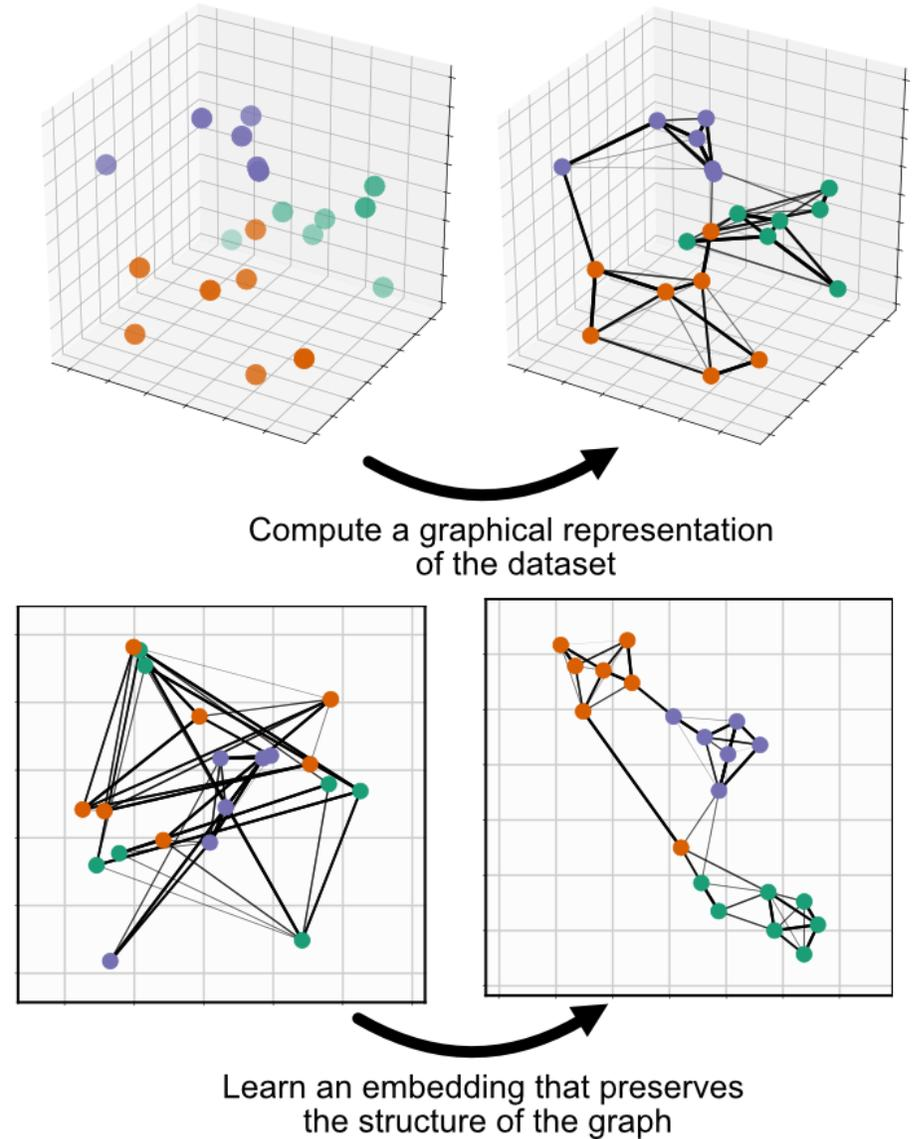 Compute a graphical representation
of the dataset
Learn an embedding that preserves
the structure of the graph